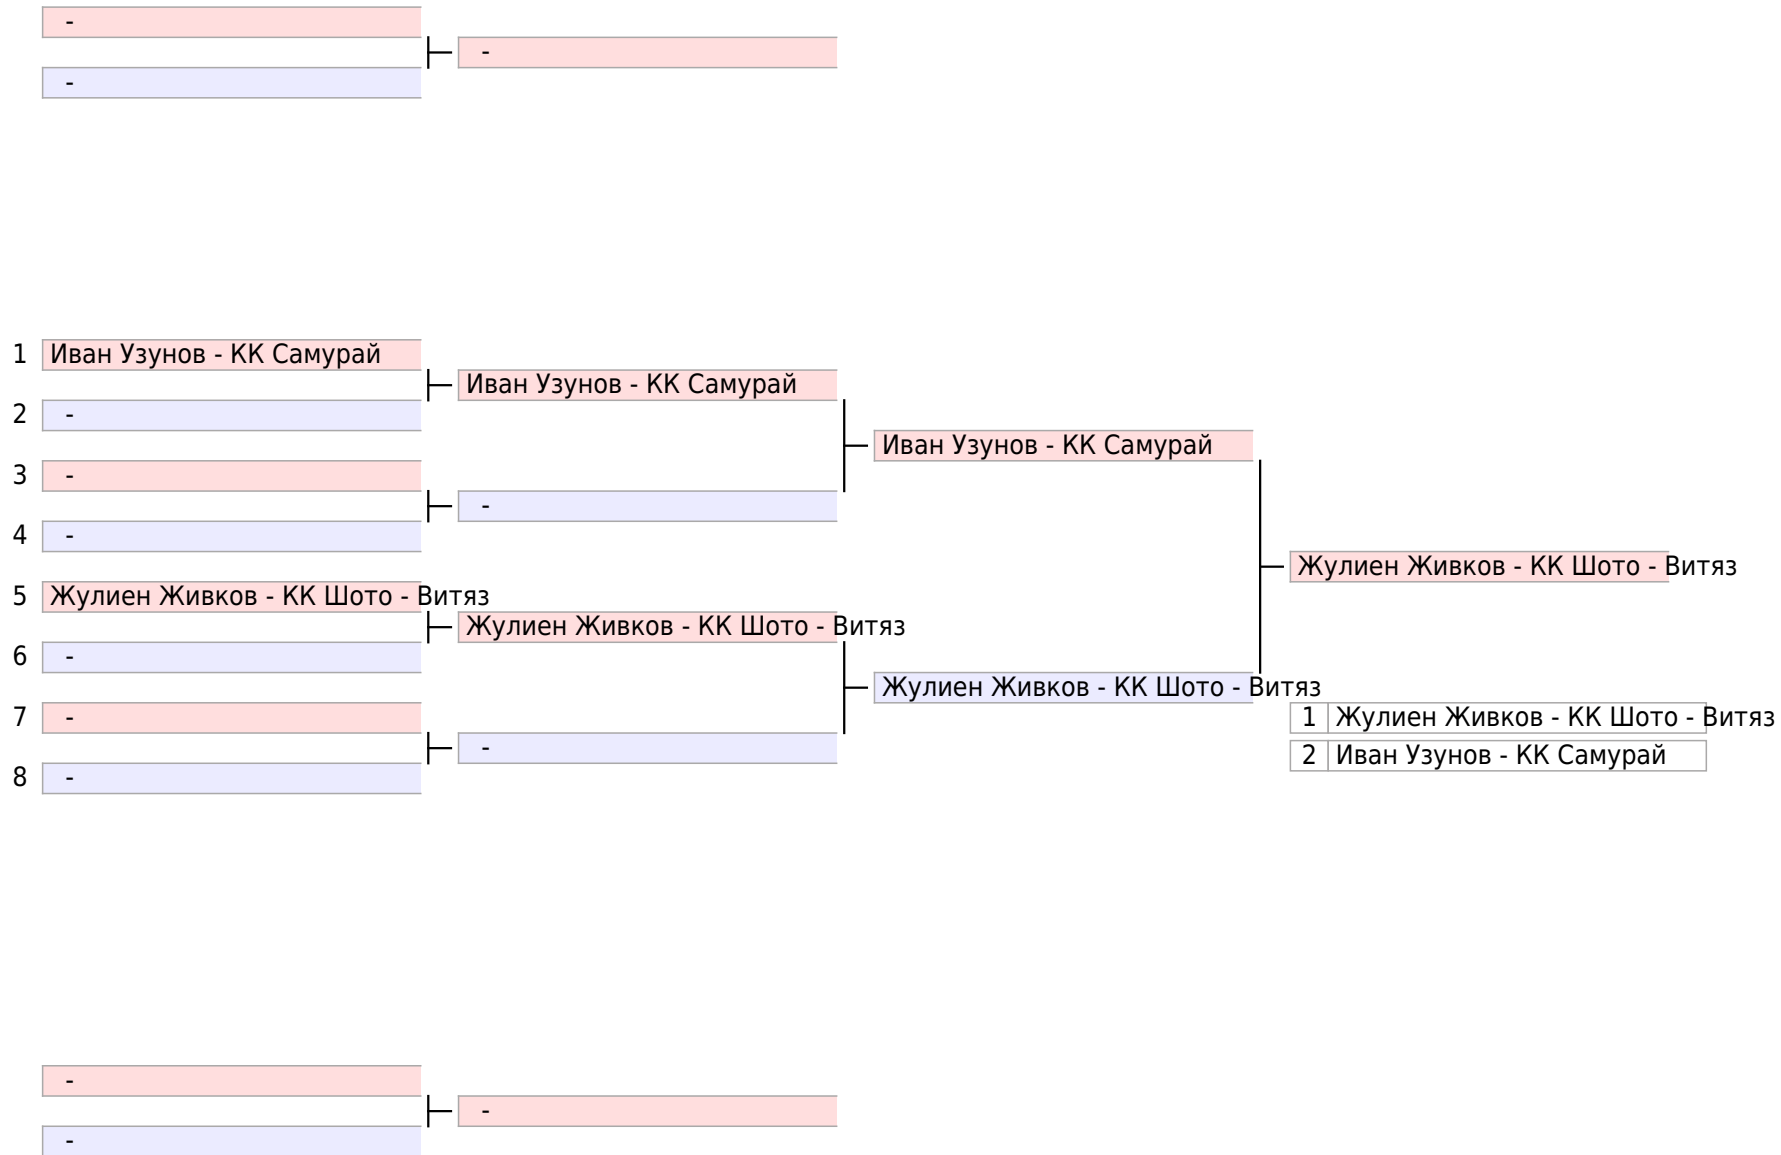 -
-
-
1 Иван Узунов - КК Самурай
Иван Узунов - КК Самурай
2 -
Иван Узунов - КК Самурай
3 -
-
4 -
Жулиен Живков - КК Шото - Витяз
5 Жулиен Живков - КК Шото - Витяз
Жулиен Живков - КК Шото - Витяз
6 -
Жулиен Живков - КК Шото - Витяз
7 -
1 Жулиен Живков - КК Шото - Витяз
-
2 Иван Узунов - КК Самурай
8 -
-
-
-